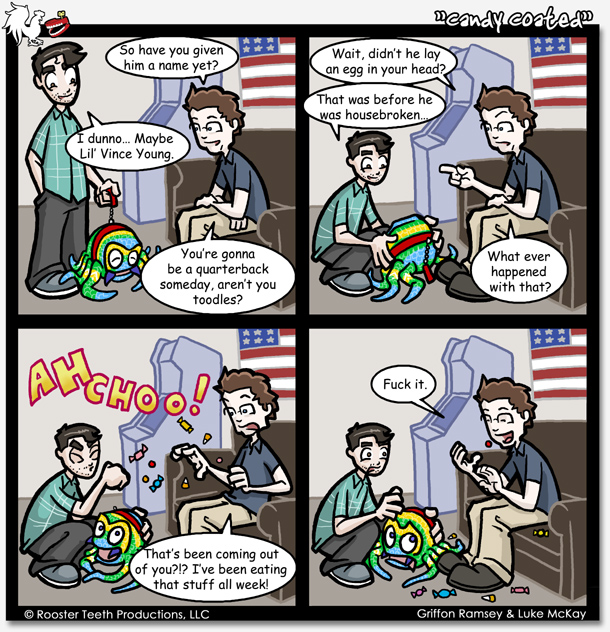 "candy coated"
So have you given
him a name yet?
I dunno... Maybe
Lil' Vince Young.
You're gonna
be a quarterback
someday, aren't you
toodles?
Wait, didn't he lay
an egg in your head?
That was before he
was housebroken...
What ever
happened
with that?
AHCHOO!
That's been coming out
of you?!? I've been eating
that stuff all week!
Fuck it.
© Rooster Teeth Productions, LLC
Griffon Ramsey & Luke McKay